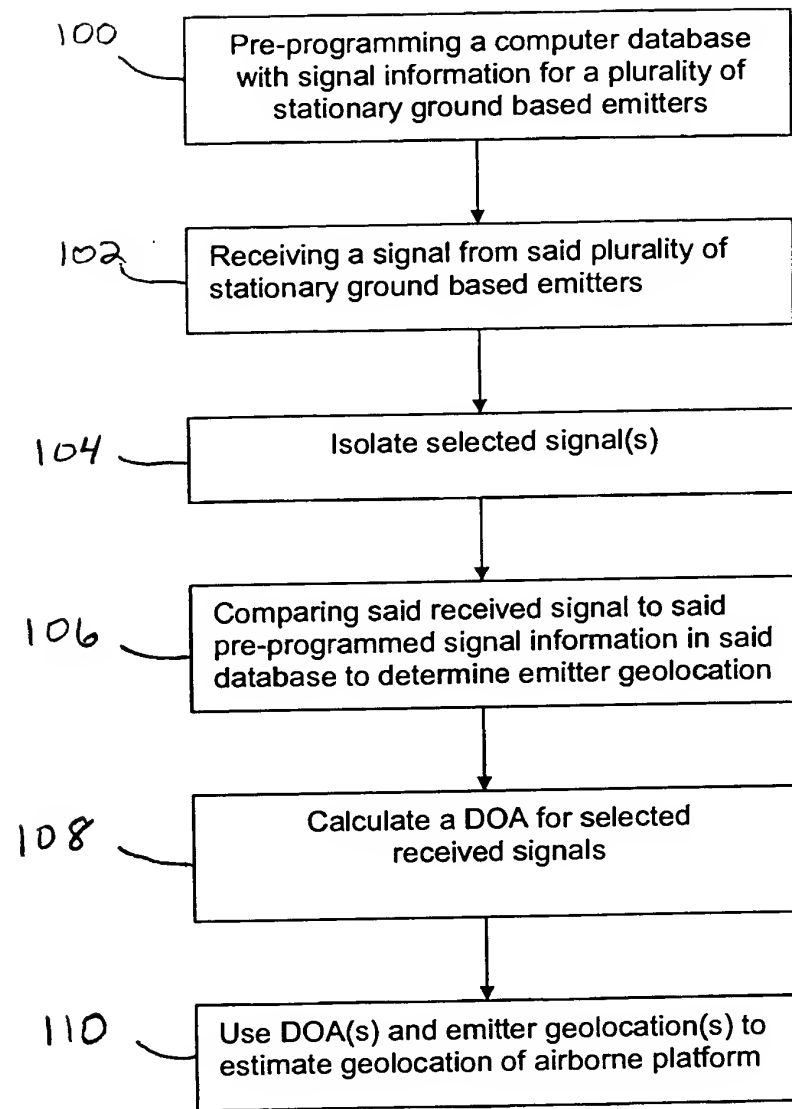 100
Pre-programming a computer database
with signal information for a plurality of
stationary ground based emitters
102
Receiving a signal from said plurality of
stationary ground based emitters
104
Isolate selected signal(s)
106
Comparing said received signal to said
pre-programmed signal information in said
database to determine emitter geolocation
108
Calculate a DOA for selected
received signals
110
Use DOA(s) and emitter geolocation(s) to
estimate geolocation of airborne platform